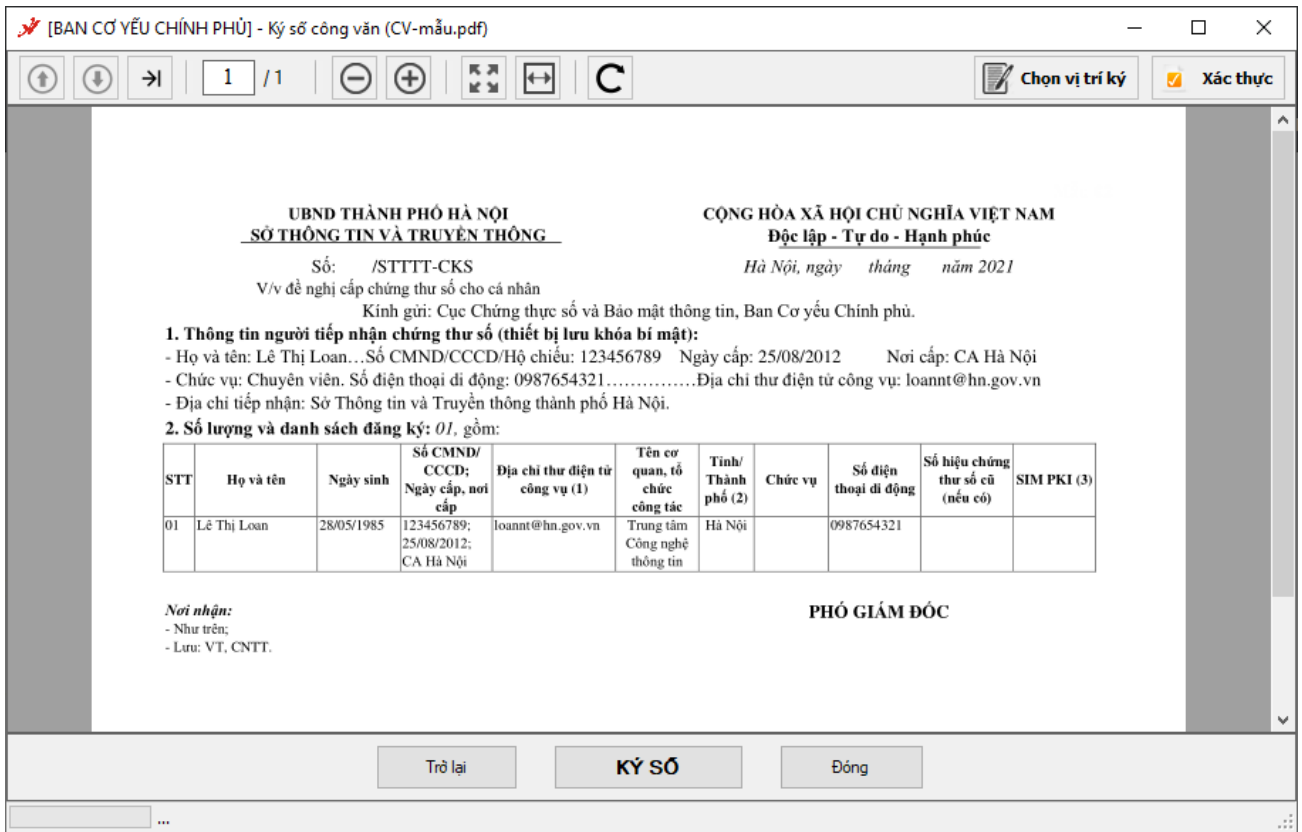 [BAN CƠ YẾU CHÍNH PHỦ] - Ký số công văn (CV-mẫu.pdf)
1 / 1
Chọn vị trí ký
Xác thực
UBND THÀNH PHỐ HÀ NỘI
SỞ THÔNG TIN VÀ TRUYỀN THÔNG
CỘNG HÒA XÃ HỘI CHỦ NGHĨA VIỆT NAM
Độc lập - Tự do - Hạnh phúc
Số: /STTTT-CKS
Hà Nội, ngày tháng năm 2021
V/v đề nghị cấp chứng thư số cho cá nhân
Kính gửi: Cục Chứng thực số và Bảo mật thông tin, Ban Cơ yếu Chính phủ.
1. Thông tin người tiếp nhận chứng thư số (thiết bị lưu khóa bí mật):
- Họ và tên: Lê Thị Loan…Số CMND/CCCD/Hộ chiếu: 123456789 Ngày cấp: 25/08/2012 Nơi cấp: CA Hà Nội
- Chức vụ: Chuyên viên. Số điện thoại di động: 0987654321……………Địa chỉ thư điện tử công vụ: loannt@hn.gov.vn
- Địa chỉ tiếp nhận: Sở Thông tin và Truyền thông thành phố Hà Nội.
2. Số lượng và danh sách đăng ký: 01, gồm:
STT
Họ và tên
Ngày sinh
Số CMND/
CCCD;
Ngày cấp, nơi
cấp
Địa chỉ thư điện tử
công vụ (1)
Tên cơ
quan, tổ
chức
công tác
Tỉnh/
Thành
phố (2)
Chức vụ
Số điện
thoại di động
Số hiệu chứng
thư số cũ
(nếu có)
SIM PKI (3)
01
Lê Thị Loan
28/05/1985
123456789;
25/08/2012;
CA Hà Nội
loannt@hn.gov.vn
Trung tâm
Công nghệ
thông tin
Hà Nội
0987654321
Nơi nhận:
- Như trên;
- Lưu: VT, CNTT.
PHÓ GIÁM ĐỐC
Trở lại
KÝ SỐ
Đóng
...